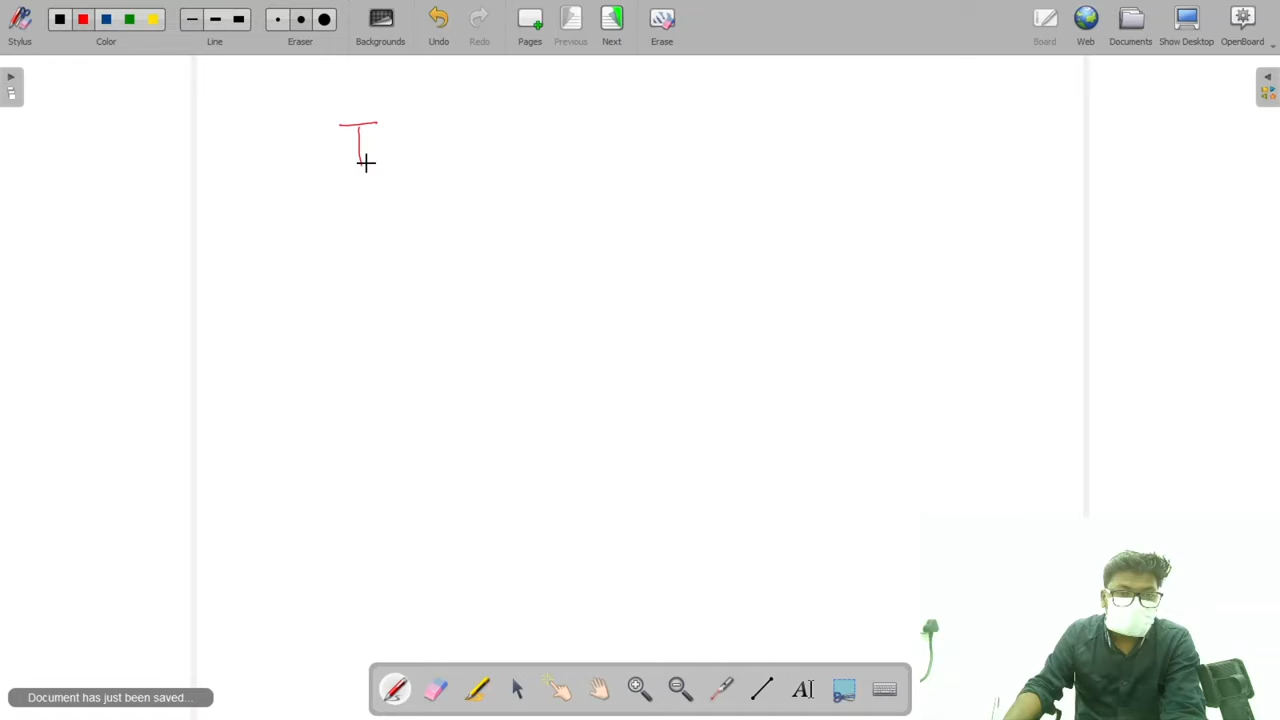 Stylus
Color
Line
Eraser
Backgrounds
Undo
Redo
Pages
Previous
Next
Erase
Board
Web
Documents
Show Desktop
OpenBoard
T
A
Document has just been saved...